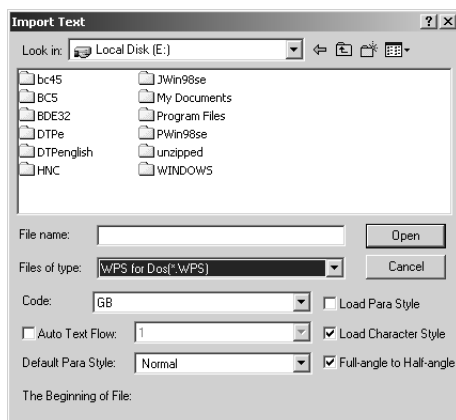 Import Text
Look in: Local Disk (E:)
bc45 JWin98se
BC5 My Documents
BDE32 Program Files
DTPe PWin98se
DTPenglish unzipped
HNC WINDOWS
File name: Open
Files of type: WPS for Dos(*.WPS) Cancel
Code: GB Load Para Style
Auto Text Flow: 1 Load Character Style
Default Para Style: Normal Full-angle to Half-angle
The Beginning of File: